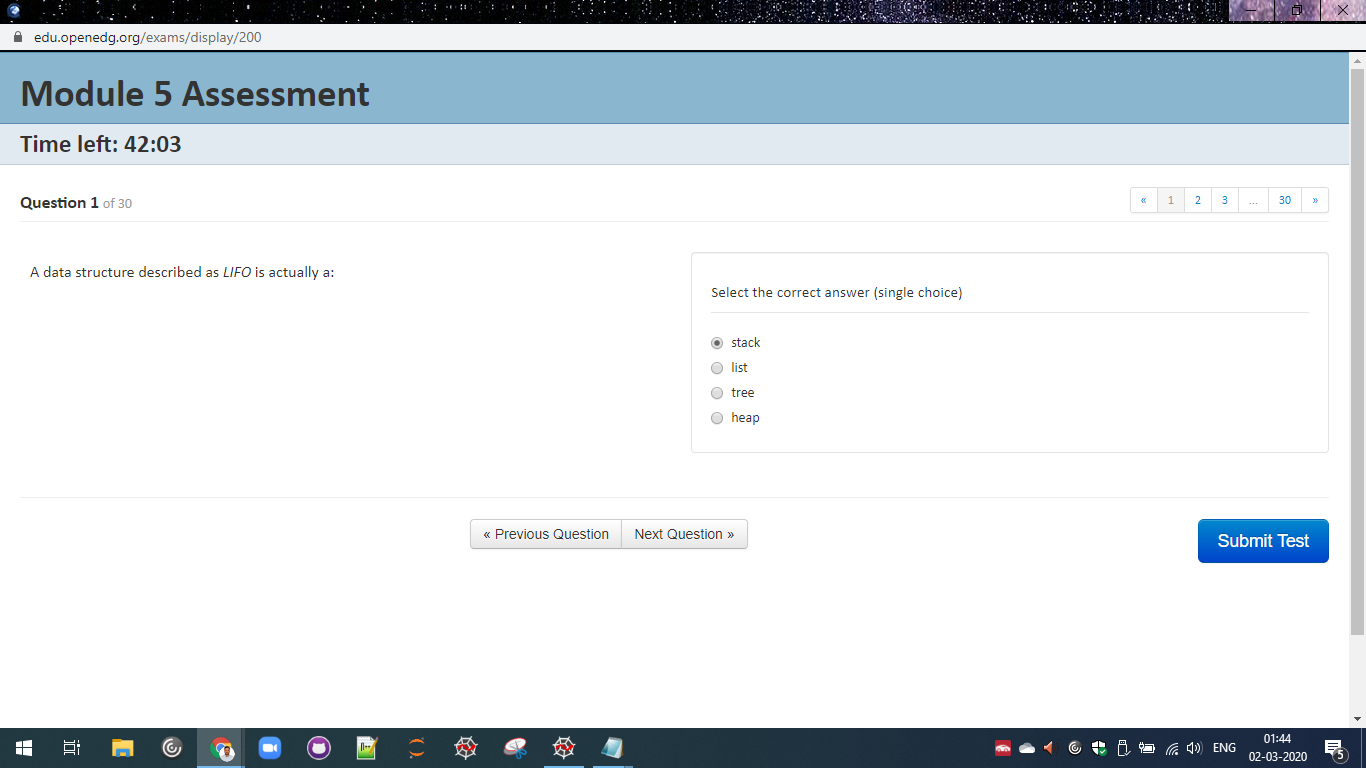 edu.openedg.org/exams/display/200
Module 5 Assessment
Time left: 42:03
Question 1 of 30
« 1 2 3 ... 30 »
A data structure described as LIFO is actually a:
Select the correct answer (single choice)
stack
list
tree
heap
« Previous Question Next Question »
Submit Test
ENG
01:44
02-03-2020
5